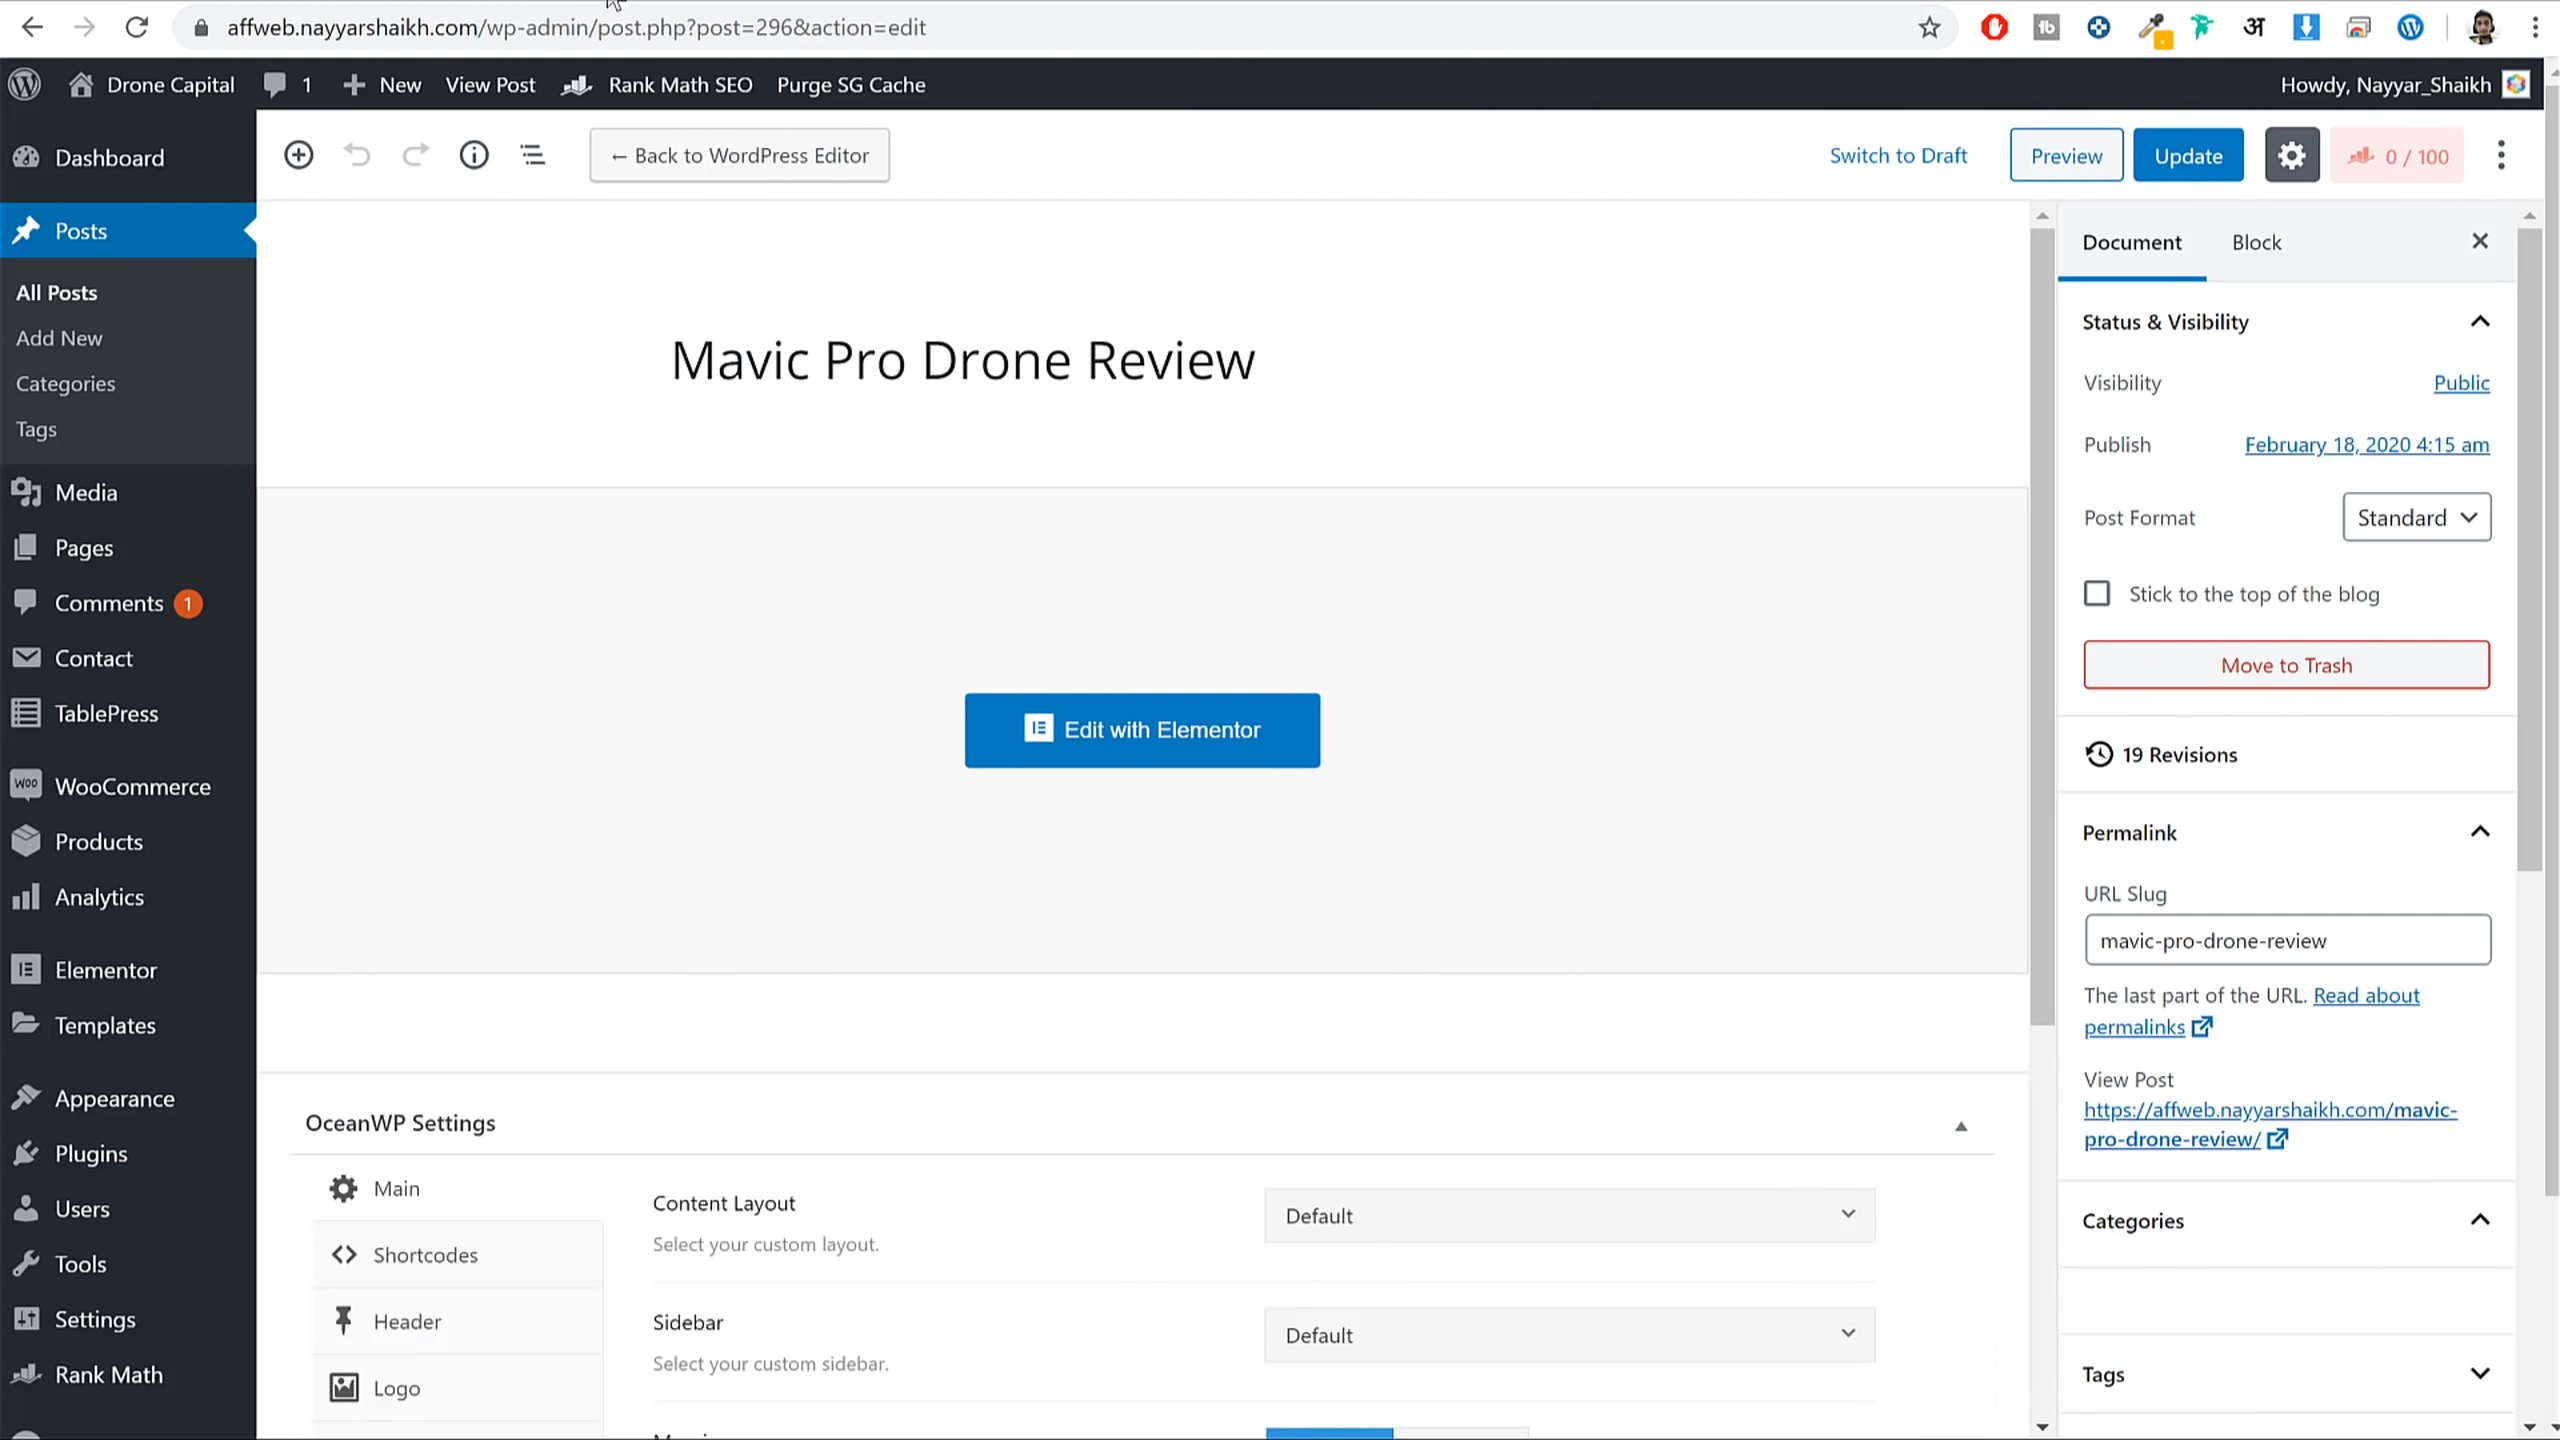 affweb.nayyarshaikh.com/wp-admin/post.php?post=296&action=edit
tb
अ
Drone Capital
1
New
View Post
Rank Math SEO
Purge SG Cache
Howdy, Nayyar_Shaikh
Dashboard
Posts
All Posts
Add New
Categories
Tags
Media
Pages
Comments 1
Contact
TablePress
WOO
WooCommerce
Products
Analytics
Elementor
Templates
Appearance
Plugins
Users
Tools
Settings
Rank Math
← Back to WordPress Editor
Switch to Draft
Preview
Update
0 / 100
Mavic Pro Drone Review
Edit with Elementor
OceanWP Settings
Main
Shortcodes
Header
Logo
Content Layout
Select your custom layout.
Default
Sidebar
Select your custom sidebar.
Default
Document
Block
Status & Visibility
Visibility
Public
Publish
February 18, 2020 4:15 am
Post Format
Standard
Stick to the top of the blog
Move to Trash
19 Revisions
Permalink
URL Slug
mavic-pro-drone-review
The last part of the URL. Read about
permalinks
View Post
https://affweb.nayyarshaikh.com/mavic-
pro-drone-review/
Categories
Tags